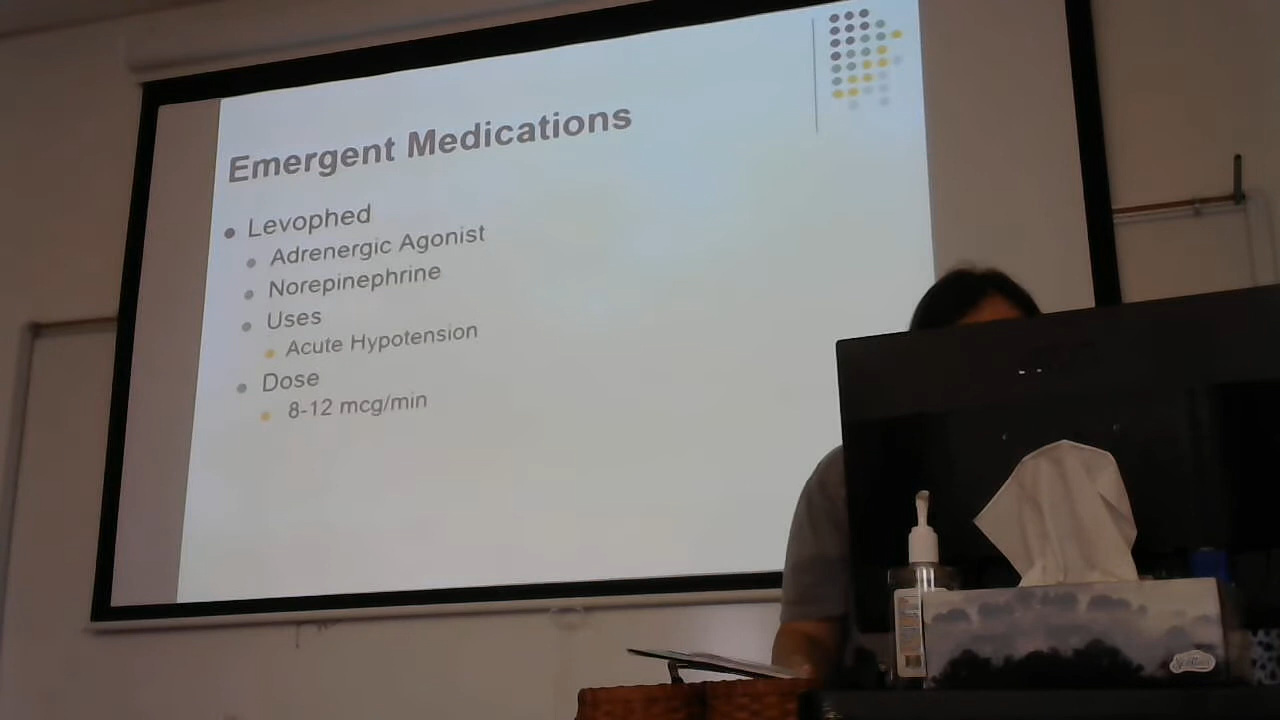 Emergent Medications
Levophed
Adrenergic Agonist
Norepinephrine
Uses
Acute Hypotension
Dose
8-12 mcg/min